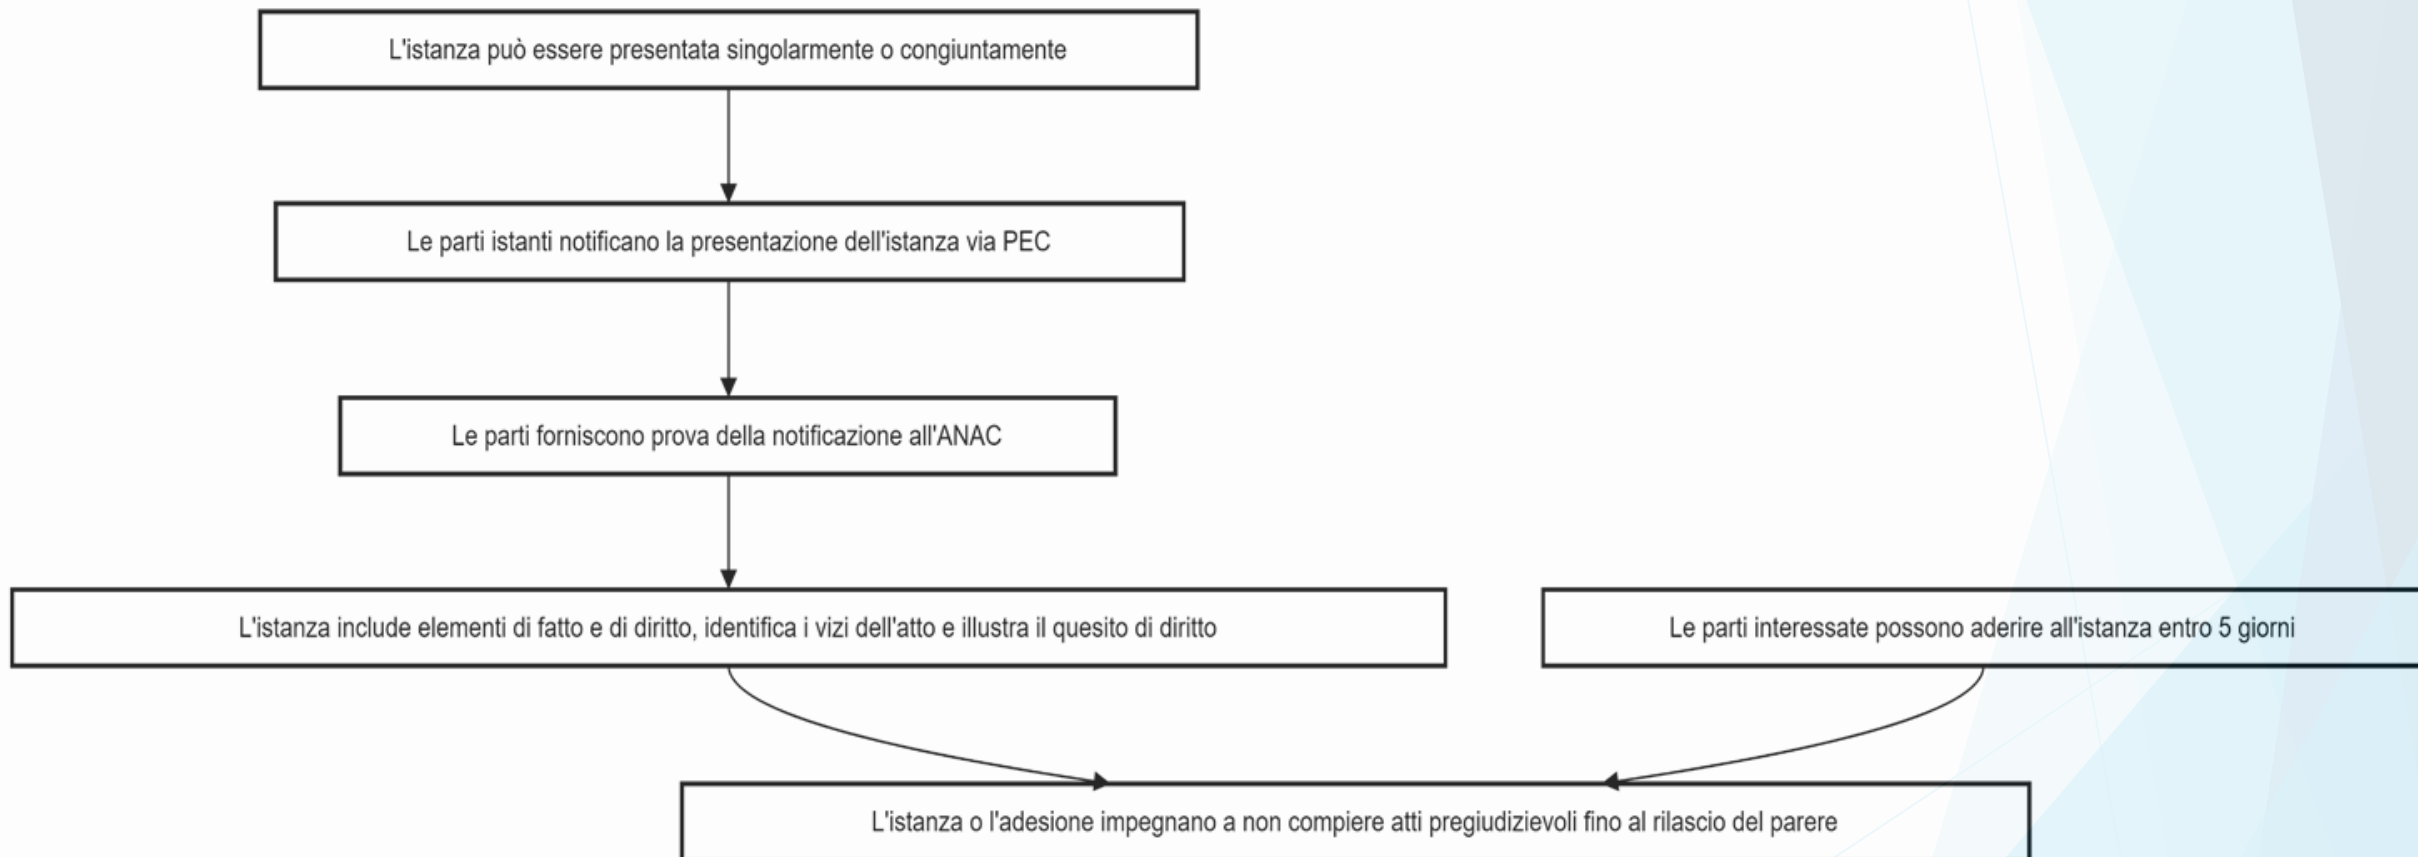 L'istanza può essere presentata singolarmente o congiuntamente
Le parti istanti notificano la presentazione dell'istanza via PEC
Le parti forniscono prova della notificazione all'ANAC
L'istanza include elementi di fatto e di diritto, identifica i vizi dell'atto e illustra il quesito di diritto
Le parti interessate possono aderire all'istanza entro 5 giorni
L'istanza o l'adesione impegnano a non compiere atti pregiudizievoli fino al rilascio del parere